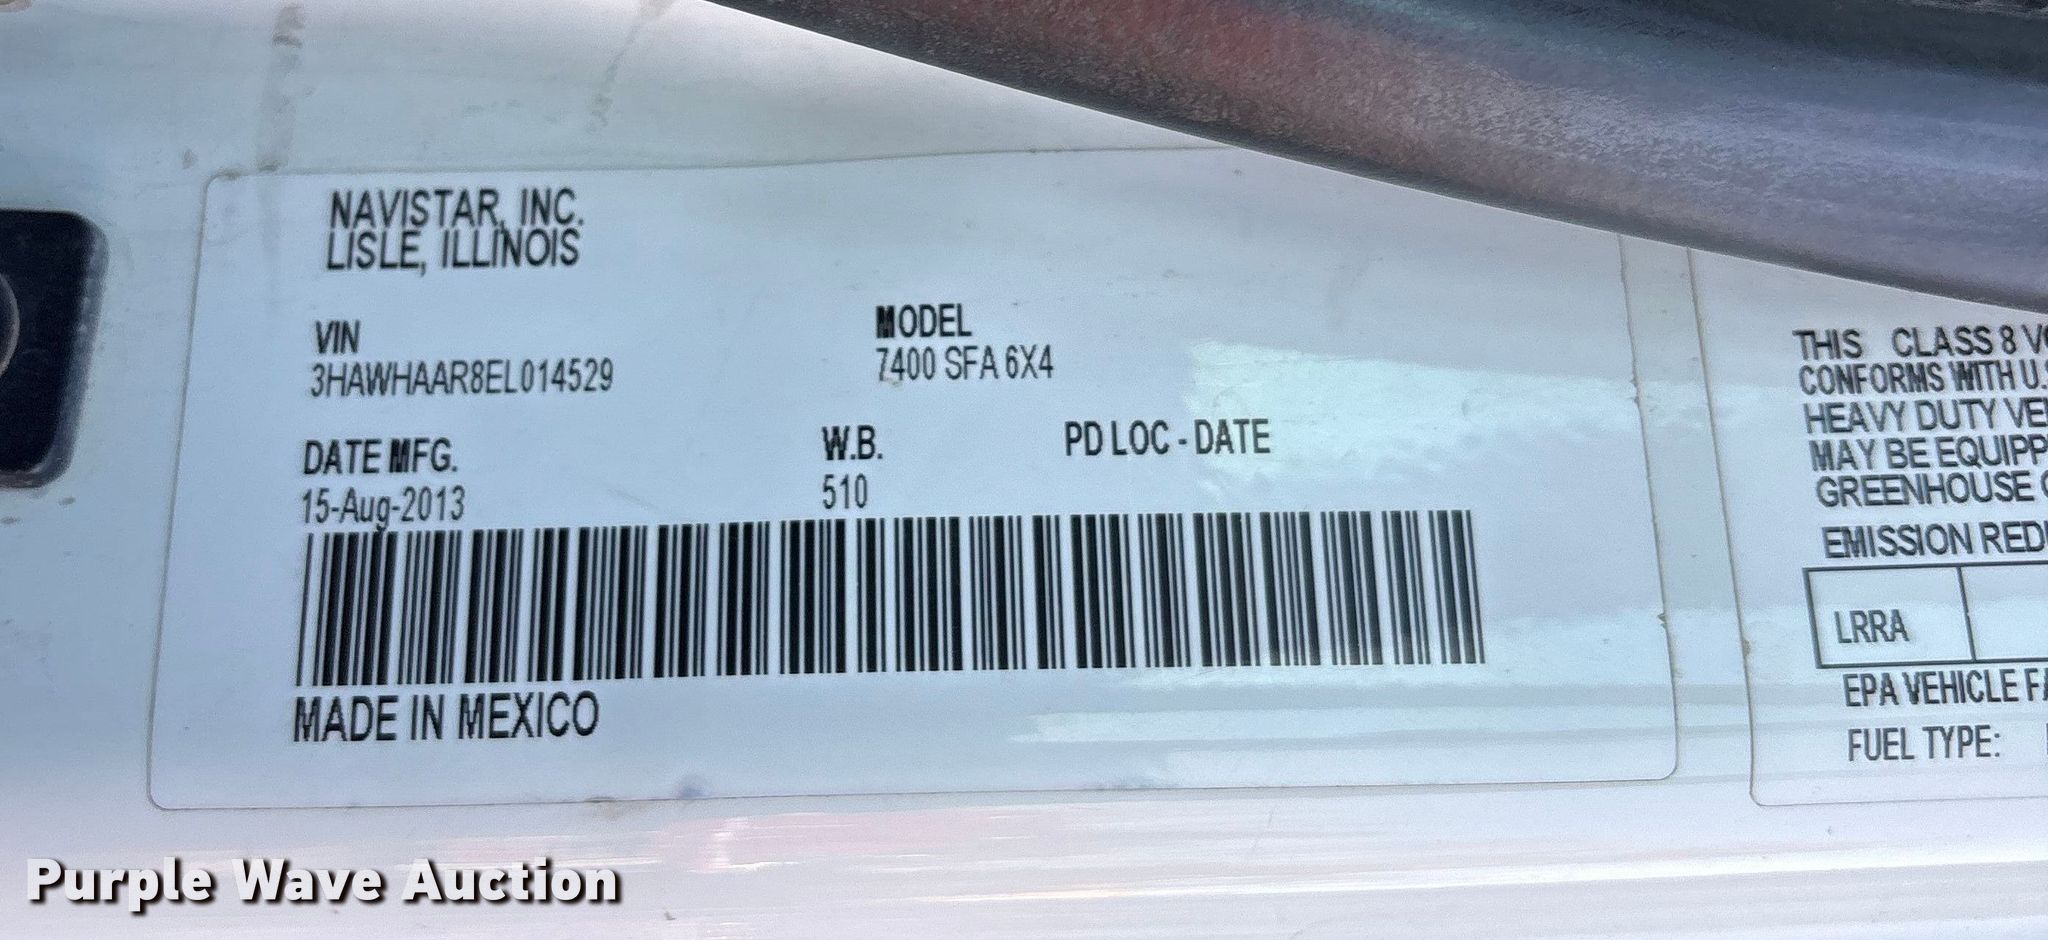 NAVISTAR, INC.
LISLE, ILLINOIS
VIN
3HAWHAAR8EL014529
MODEL
7400 SFA 6X4
DATE MFG.
15-Aug-2013
W.B.
510
PD LOC - DATE
MADE IN MEXICO
THIS CLASS 8
CONFORMS WITH
HEAVY DUTY
MAY BE
GREENHOUSE
EMISSION
LRRA
EPA VEHICLE
FUEL TYPE:
Purple Wave Auction